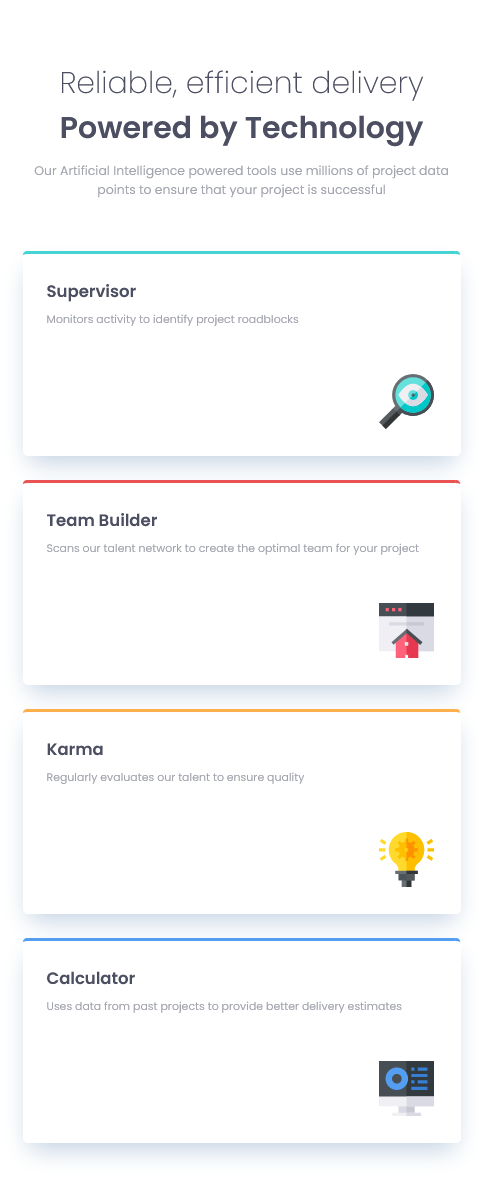 Reliable, efficient delivery
Powered by Technology
Our Artificial Intelligence powered tools use millions of project data
points to ensure that your project is successful
Supervisor
Monitors activity to identify project roadblocks
Team Builder
Scans our talent network to create the optimal team for your project
Karma
Regularly evaluates our talent to ensure quality
Calculator
Uses data from past projects to provide better delivery estimates